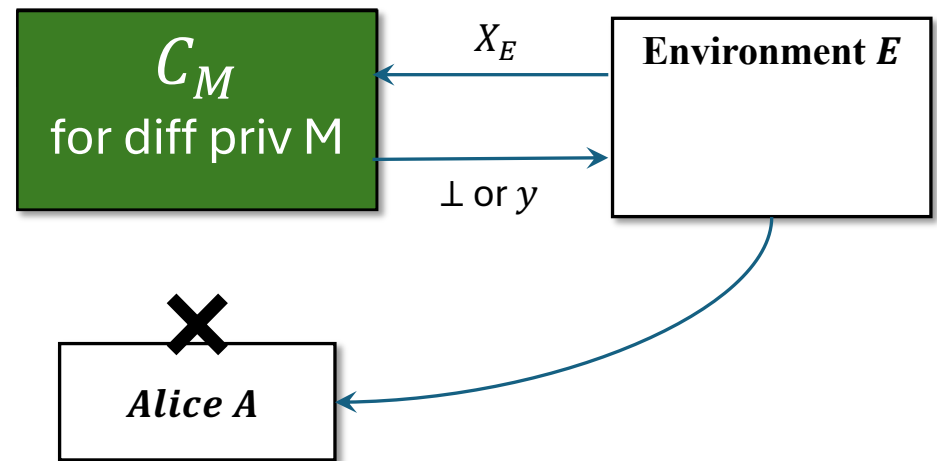 C_M
for diff priv M
X_E
⊥ or y
Environment E
Alice A